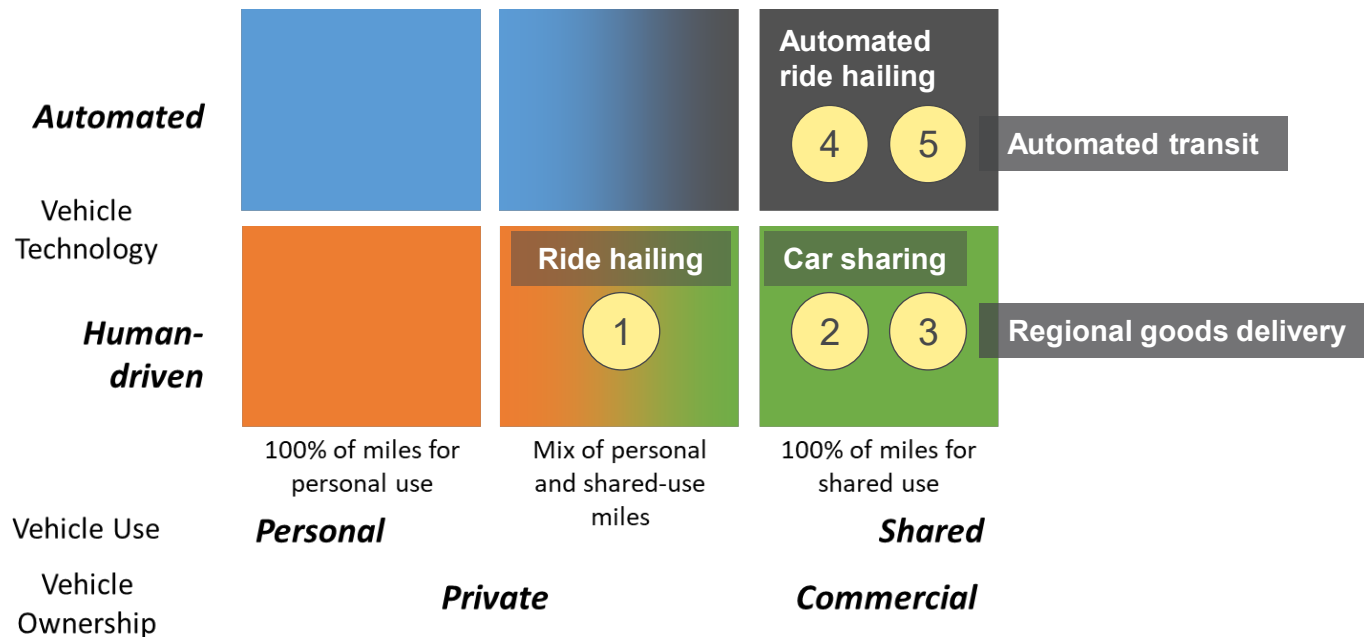 Automated
ride hailing
Automated
4
5
Automated transit
Vehicle
Technology
Ride hailing
Car sharing
Human-
driven
1
2
3
Regional goods delivery
100% of miles for
personal use
Mix of personal
and shared-use
miles
100% of miles for
shared use
Vehicle Use
Personal
Shared
Vehicle
Ownership
Private
Commercial